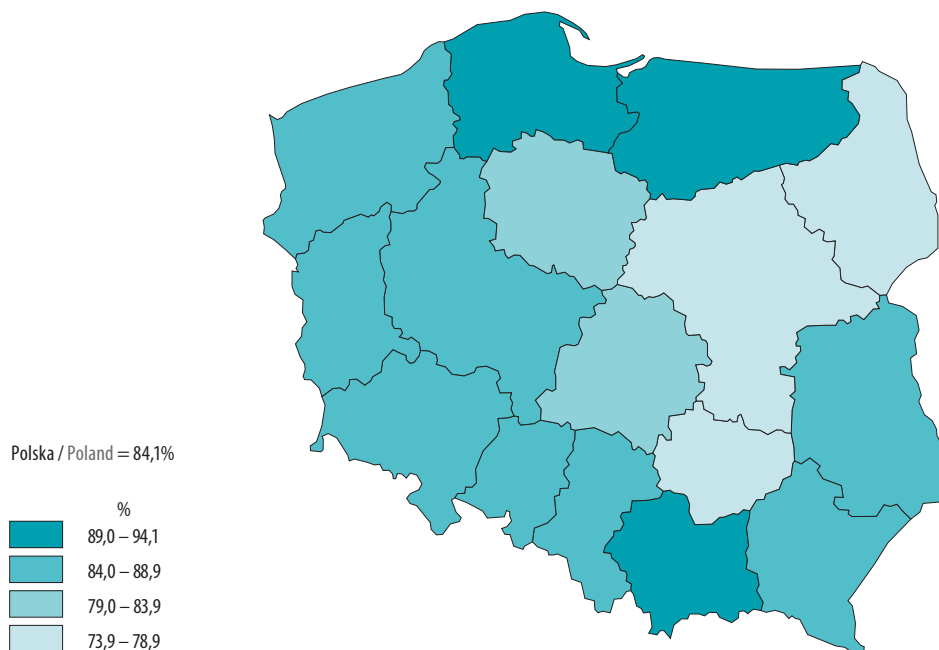 Polska / Poland = 84,1%
%
89,0 – 94,1
84,0 – 88,9
79,0 – 83,9
73,9 – 78,9